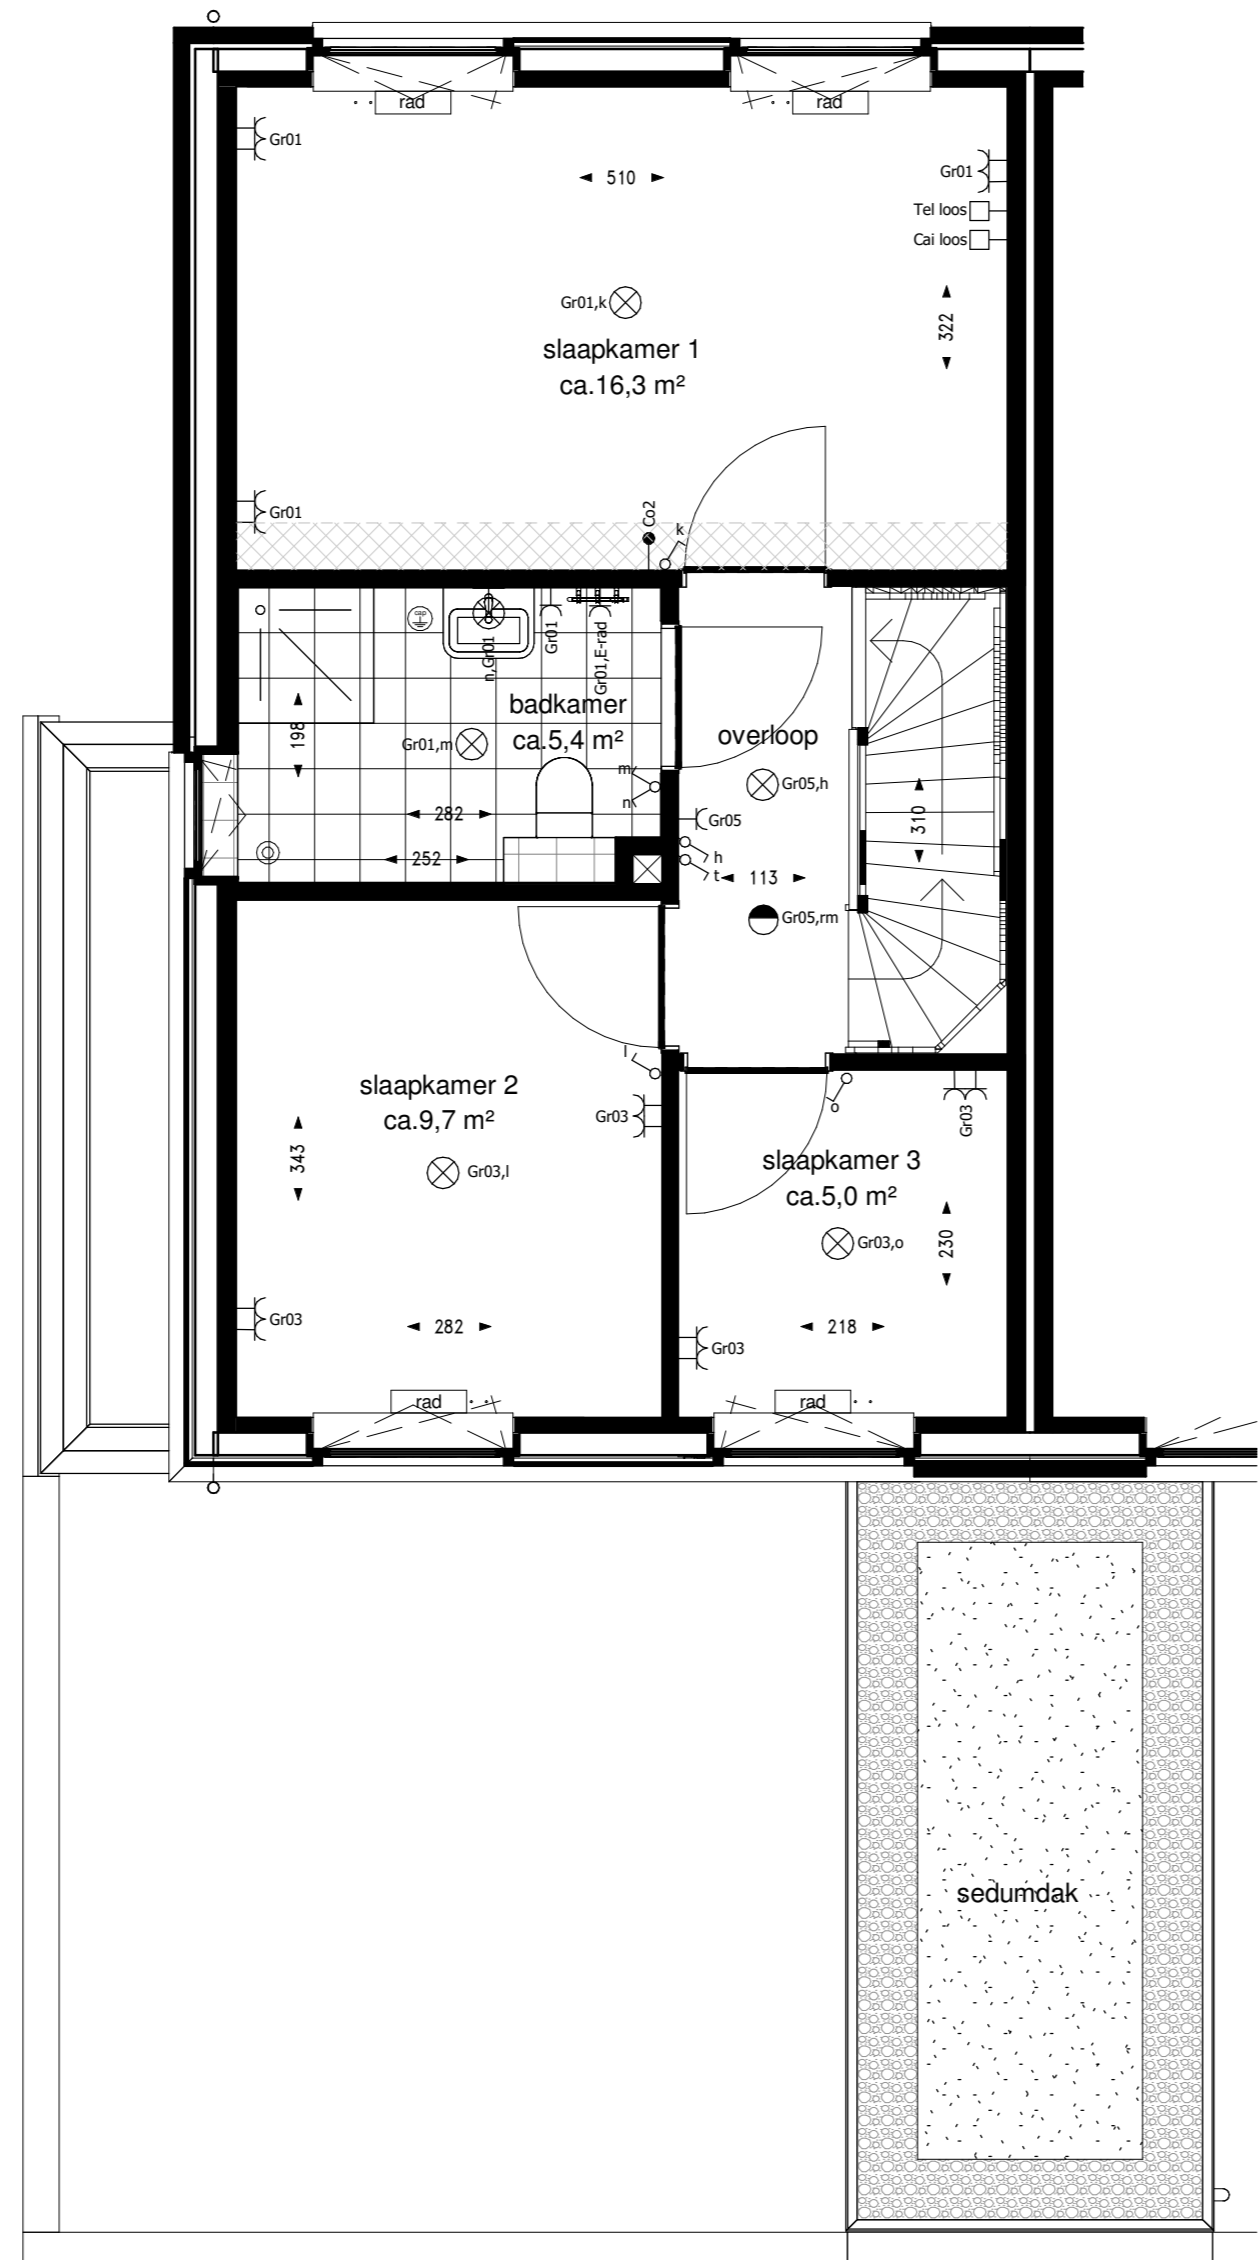 rad
rad
Gr01
510
Gr01
Tel loos
Cai loos
Gr01,k
322
slaapkamer 1
ca.16,3 m²
Gr01
Co2
k
cap
n,Gr01
Gr01
Gr01,E-rad
badkamer
ca.5,4 m²
198
Gr01,m
overloop
m
n
Gr05,h
282
Gr05
310
252
h
t
113
Gr05,rm
l
slaapkamer 2
ca.9,7 m²
Gr03
o
Gr03
343
Gr03,l
slaapkamer 3
ca.5,0 m²
230
Gr03,o
Gr03
282
218
Gr03
rad
rad
sedumdak